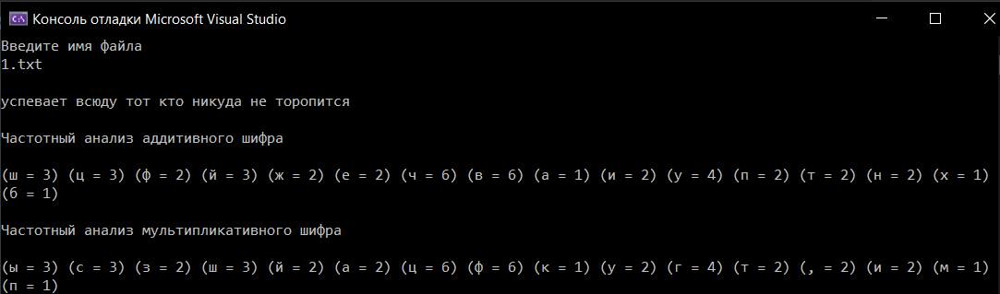 Консоль отладки Microsoft Visual Studio
Введите имя файла
1.txt
успевает всюду тот кто никуда не торопится
Частотный анализ аддитивного шифра
(ш = 3) (ц = 3) (ф = 2) (й = 3) (ж = 2) (е = 2) (ч = 6) (в = 6) (а = 1) (и = 2) (у = 4) (п = 2) (т = 2) (н = 2) (х = 1)
(б = 1)
Частотный анализ мультипликативного шифра
(ы = 3) (с = 3) (з = 2) (ш = 3) (й = 2) (а = 2) (ц = 6) (ф = 6) (к = 1) (у = 2) (г = 4) (т = 2) (, = 2) (и = 2) (м = 1)
(п = 1)